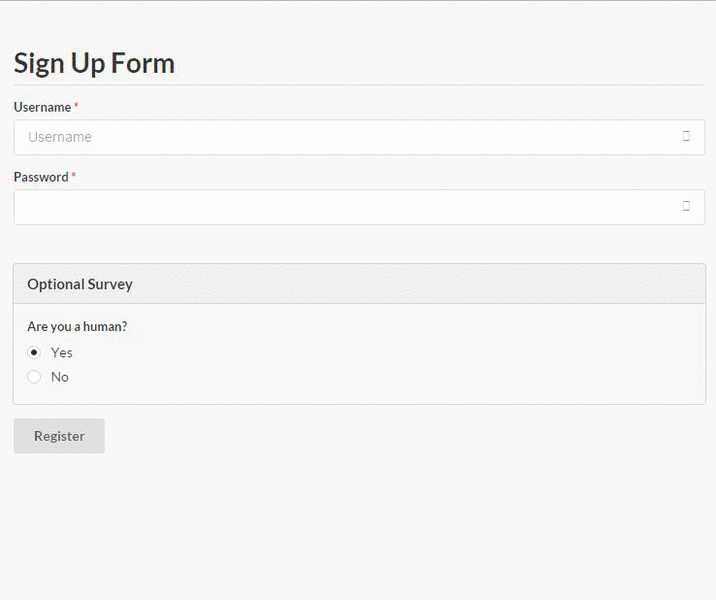 Sign Up Form
Username *
Username
Password *
Optional Survey
Are you a human?
Yes
No
Register